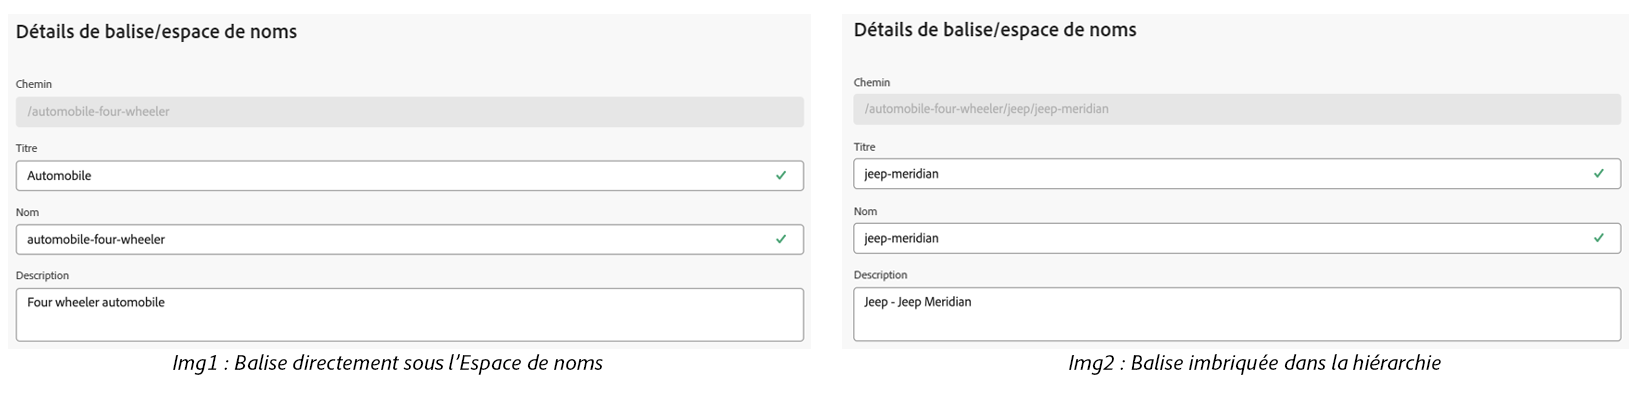 Détails de balise/espace de noms
Chemin
/automobile-four-wheeler
Titre
Automobile
Nom
automobile-four-wheeler
Description
Four wheeler automobile
Img1 : Balise directement sous l'Espace de noms
Détails de balise/espace de noms
Chemin
/automobile-four-wheeler/jeep/jeep-meridian
Titre
jeep-meridian
Nom
jeep-meridian
Description
Jeep - Jeep Meridian
Img2 : Balise imbriquée dans la hiérarchie